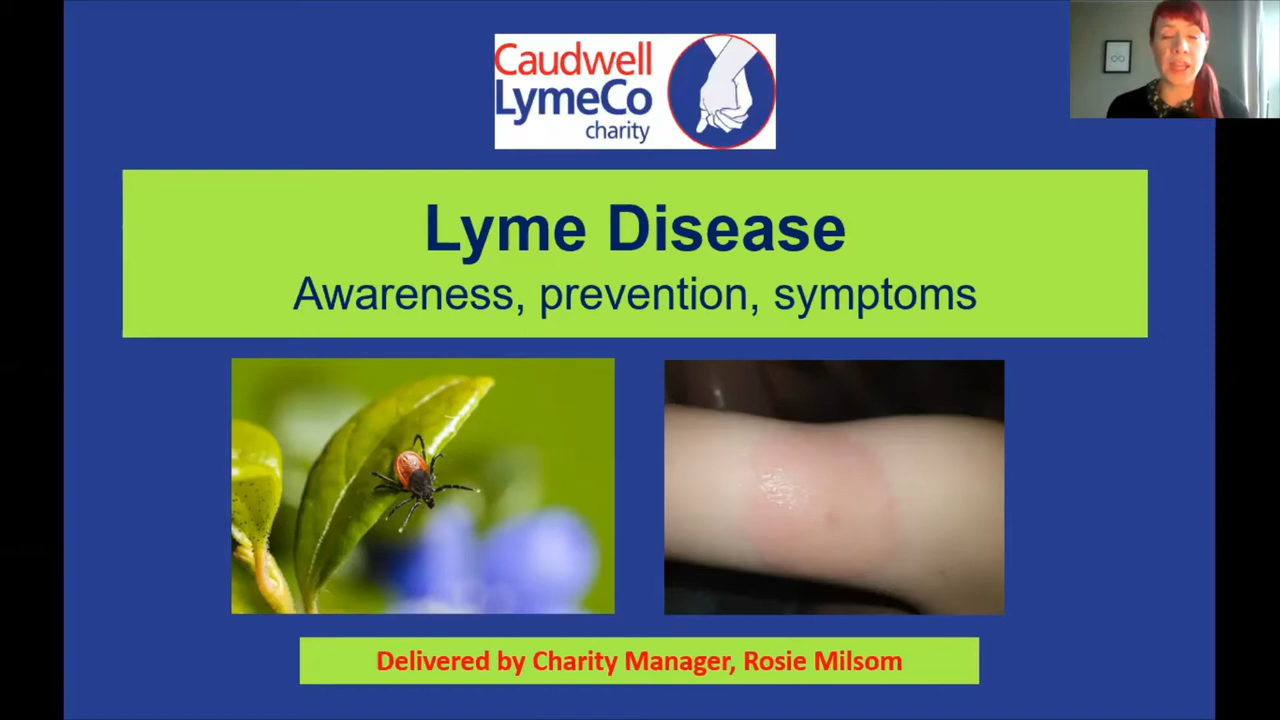 Caudwell
LymeCo
charity
Lyme Disease
Awareness, prevention, symptoms
Delivered by Charity Manager, Rosie Milsom